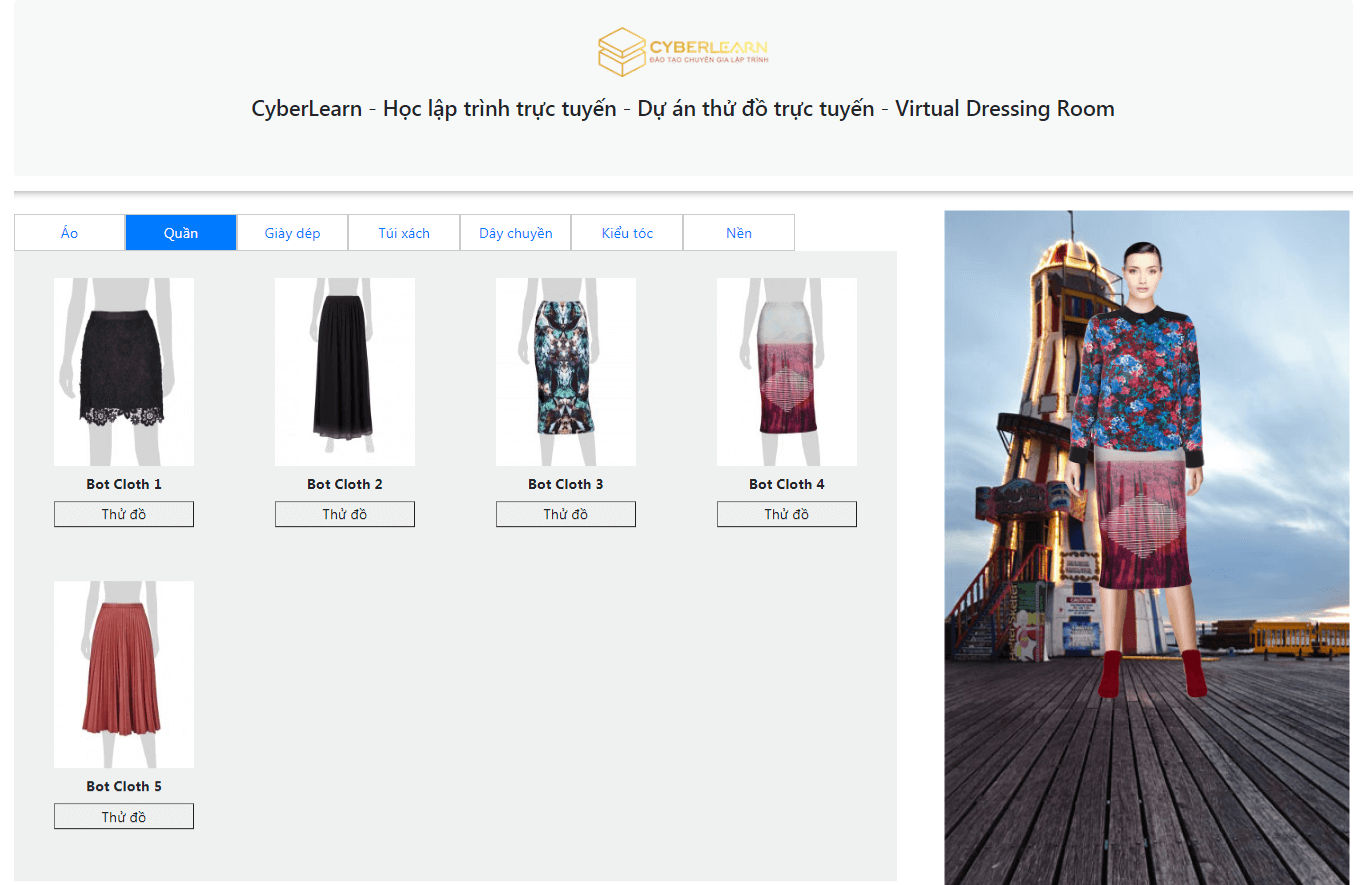 CYBERLEARN
ĐÀO TẠO CHUYÊN GIA LẬP TRÌNH
CyberLearn - Học lập trình trực tuyến - Dự án thử đồ trực tuyến - Virtual Dressing Room
Áo
Quần
Giày dép
Túi xách
Dây chuyền
Kiểu tóc
Nền
Bot Cloth 1
Bot Cloth 2
Bot Cloth 3
Bot Cloth 4
Thử đồ
Thử đồ
Thử đồ
Thử đồ
Bot Cloth 5
Thử đồ
CAUTION